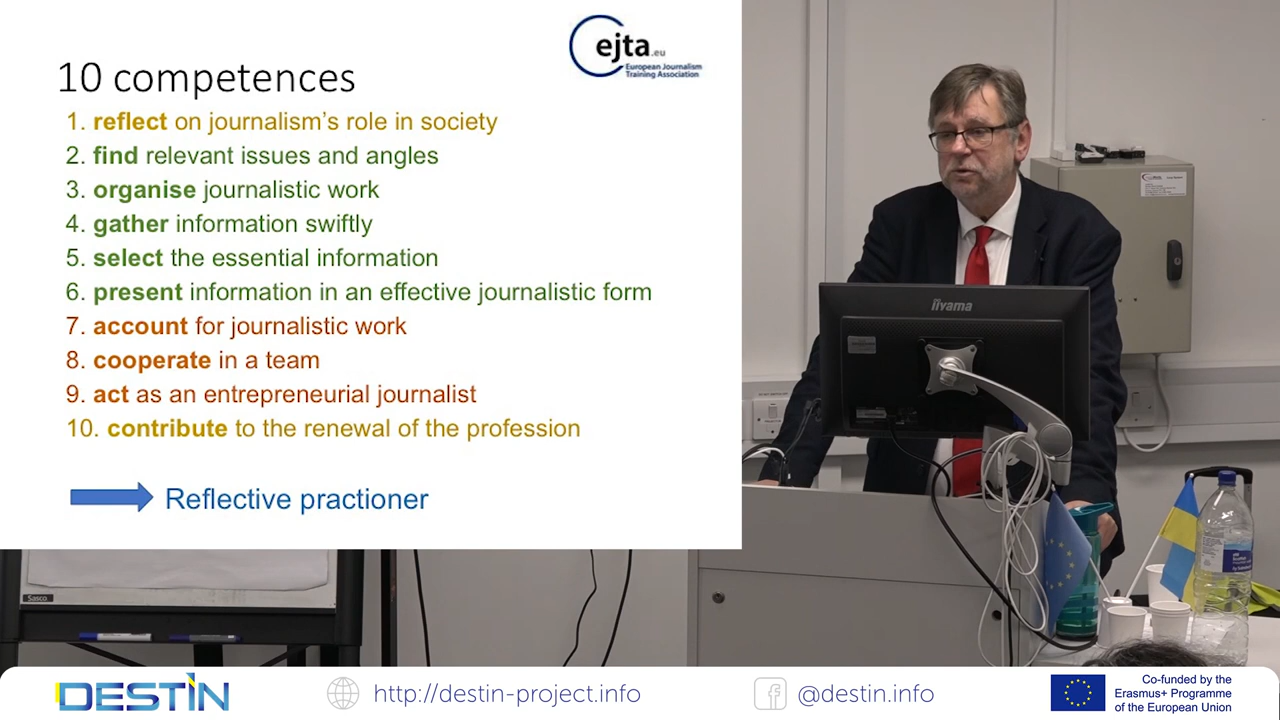 ejta.eu
European Journalism
Training Association
10 competences
1. reflect on journalism's role in society
2. find relevant issues and angles
3. organise journalistic work
4. gather information swiftly
5. select the essential information
6. present information in an effective journalistic form
7. account for journalistic work
8. cooperate in a team
9. act as an entrepreneurial journalist
10. contribute to the renewal of the profession
Reflective practioner
iiyama
Sasco
DESTIN
http://destin-project.info
@destin.info
Co-funded by the
Erasmus+ Programme
of the European Union